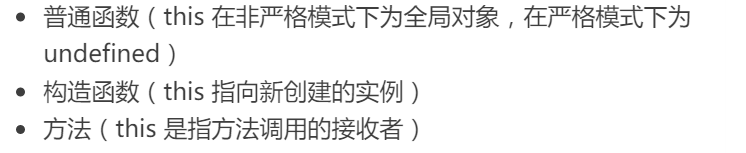 • 普通函数（this 在非严格模式下为全局对象，在严格模式下为
undefined）
• 构造函数（this 指向新创建的实例）
• 方法（this 是指方法调用的接收者）